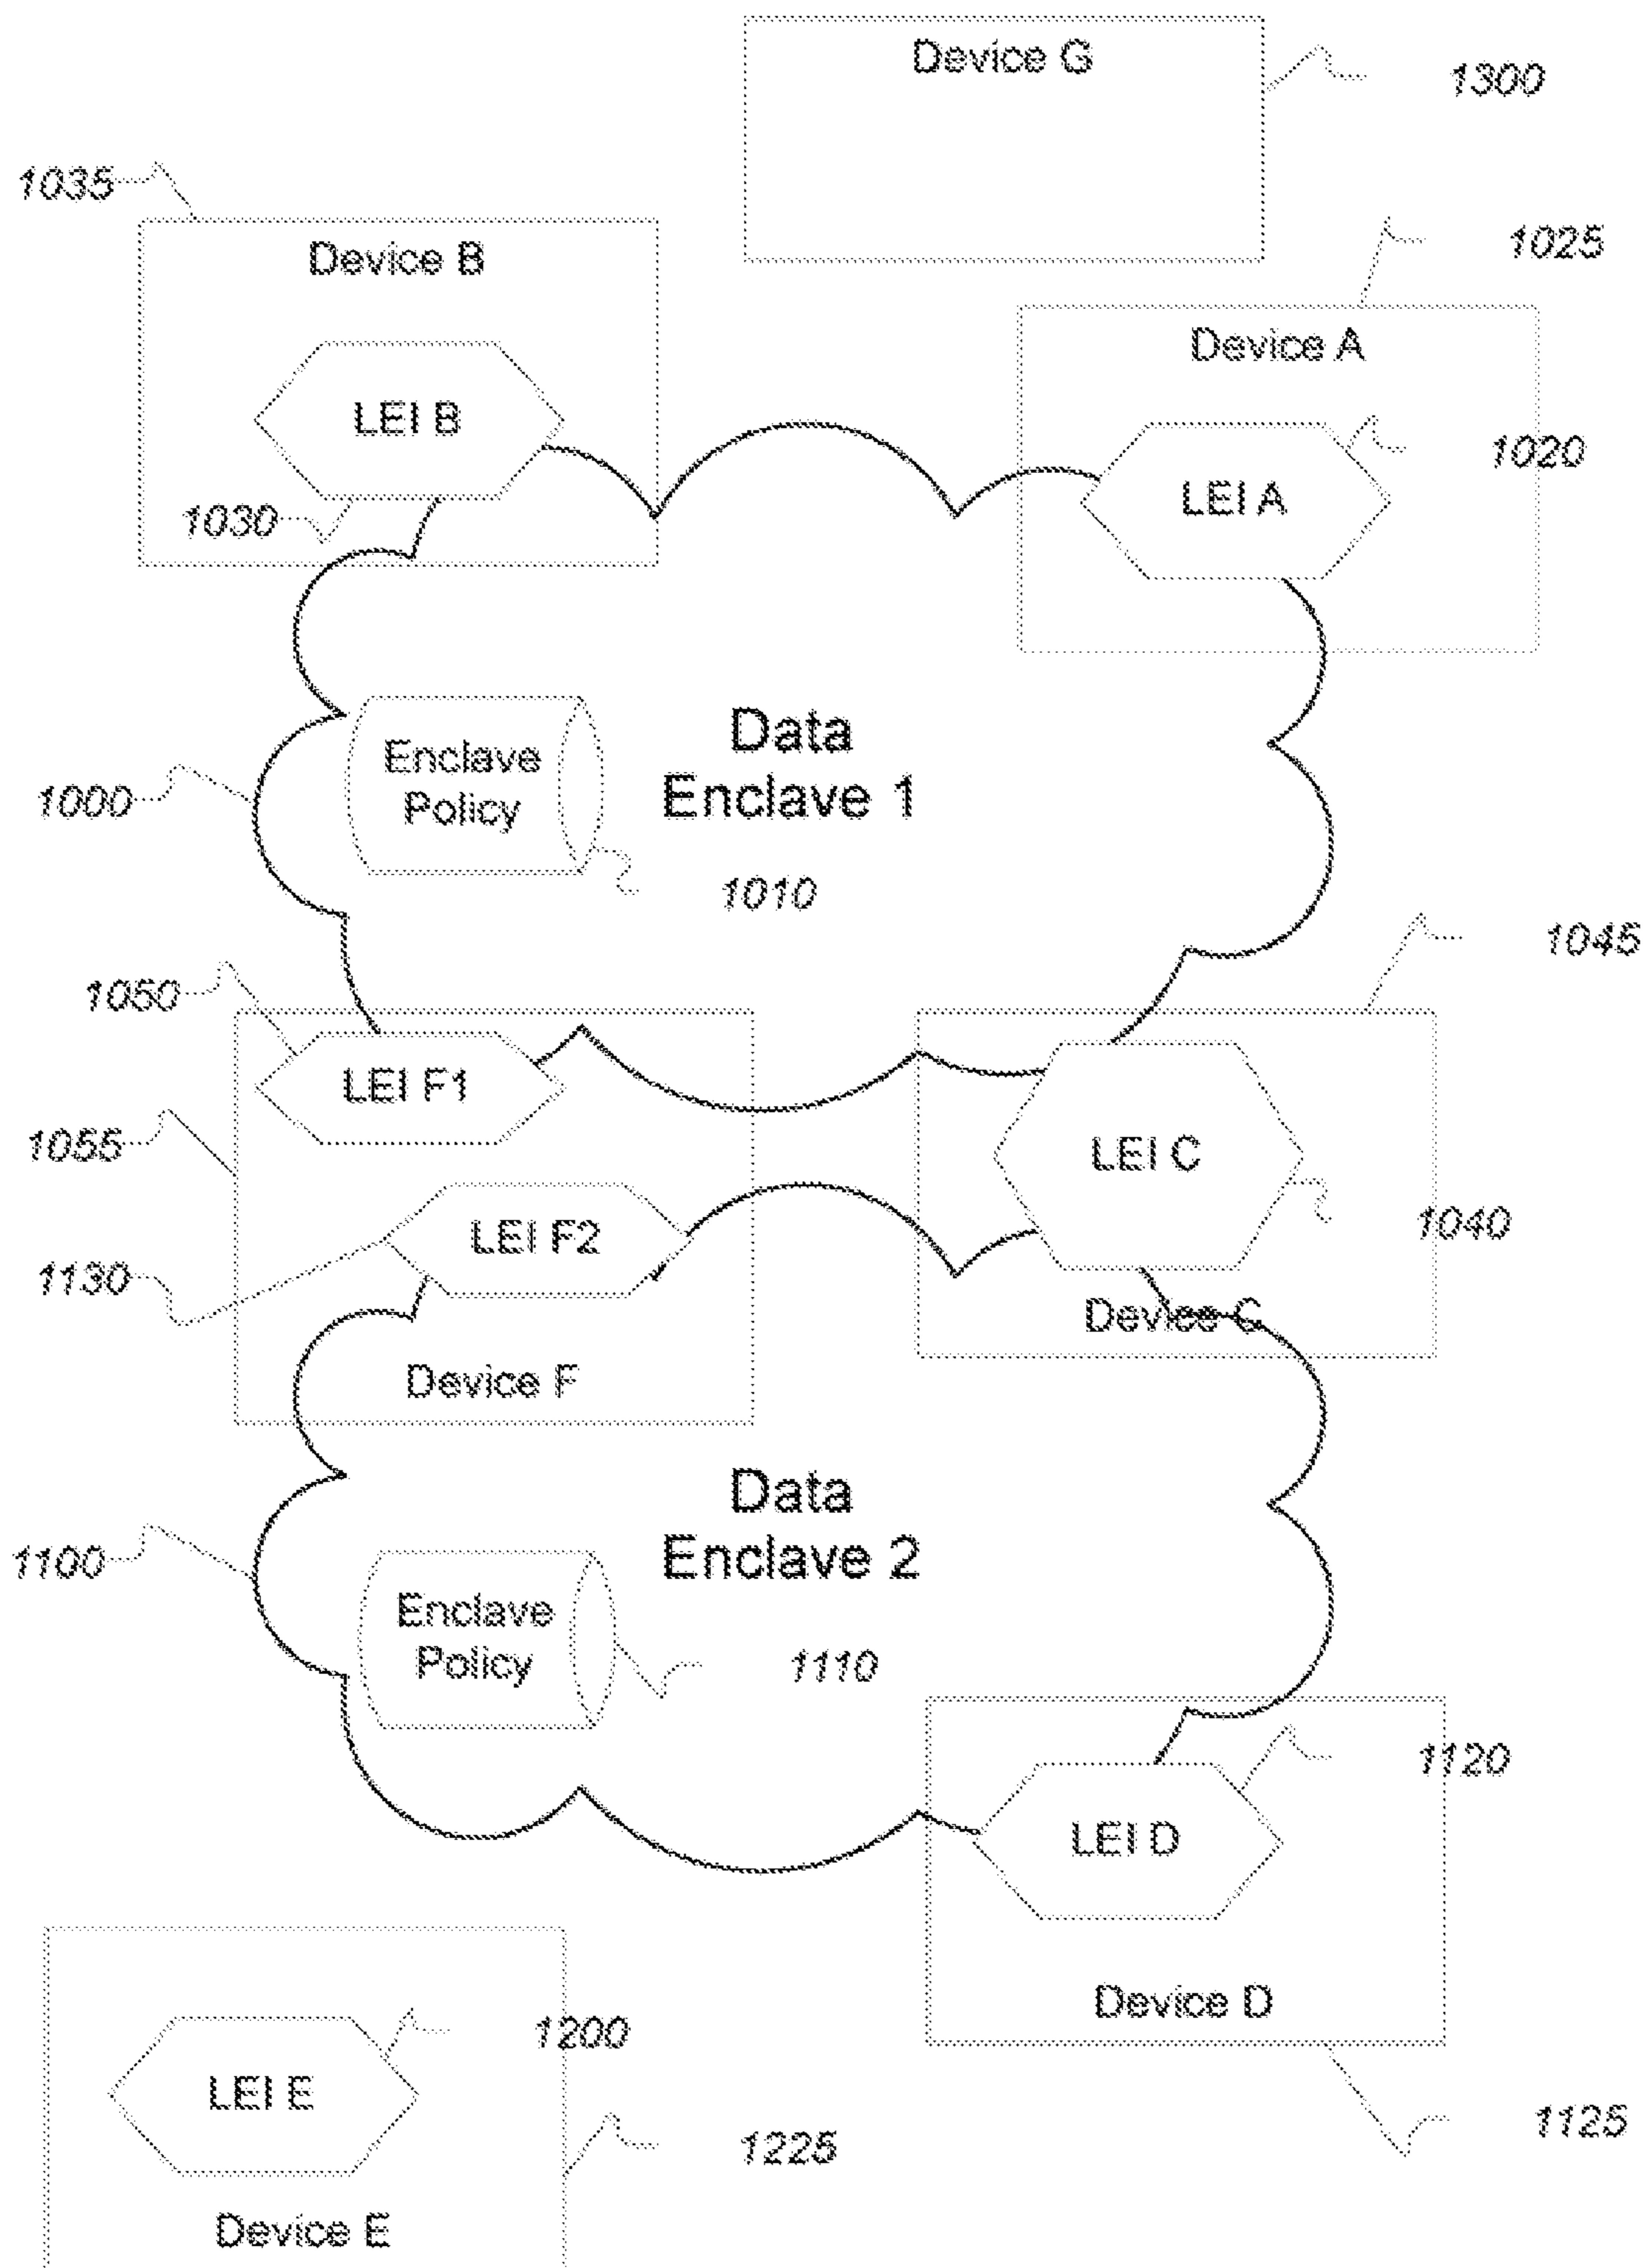 Device G
1300
1035
Device B
1025
Device A
LEI B
1020
LEI A
1030
Data
Enclave 1
Enclave
Policy
1000
1010
1045
1050
LEI F1
1055
LEI C
1040
LEI F2
1130
Device C
Device F
Data
Enclave 2
1100
Enclave
Policy
1110
1120
LEI D
Device D
1200
LEI E
1225
1125
Device E